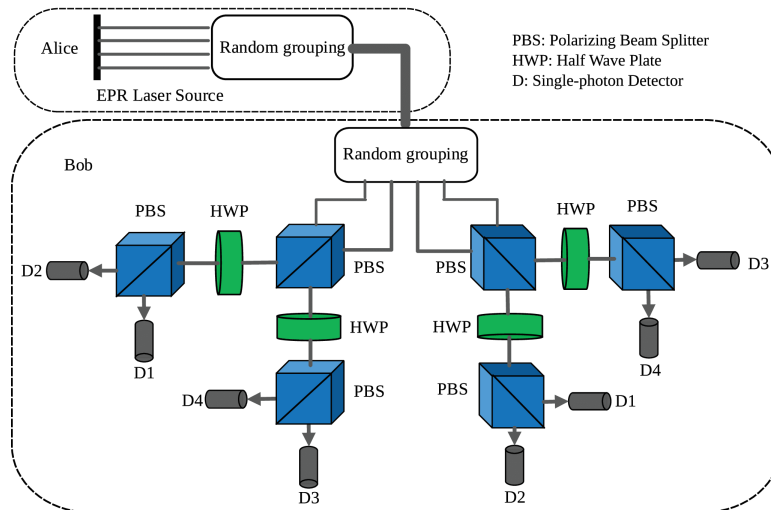 Alice
Random grouping
EPR Laser Source
PBS: Polarizing Beam Splitter
HWP: Half Wave Plate
D: Single-photon Detector
Bob
Random grouping
PBS
HWP
PBS
HWP
PBS
D2
PBS
D3
D1
HWP
HWP
D4
PBS
D4
PBS
D1
D3
D2